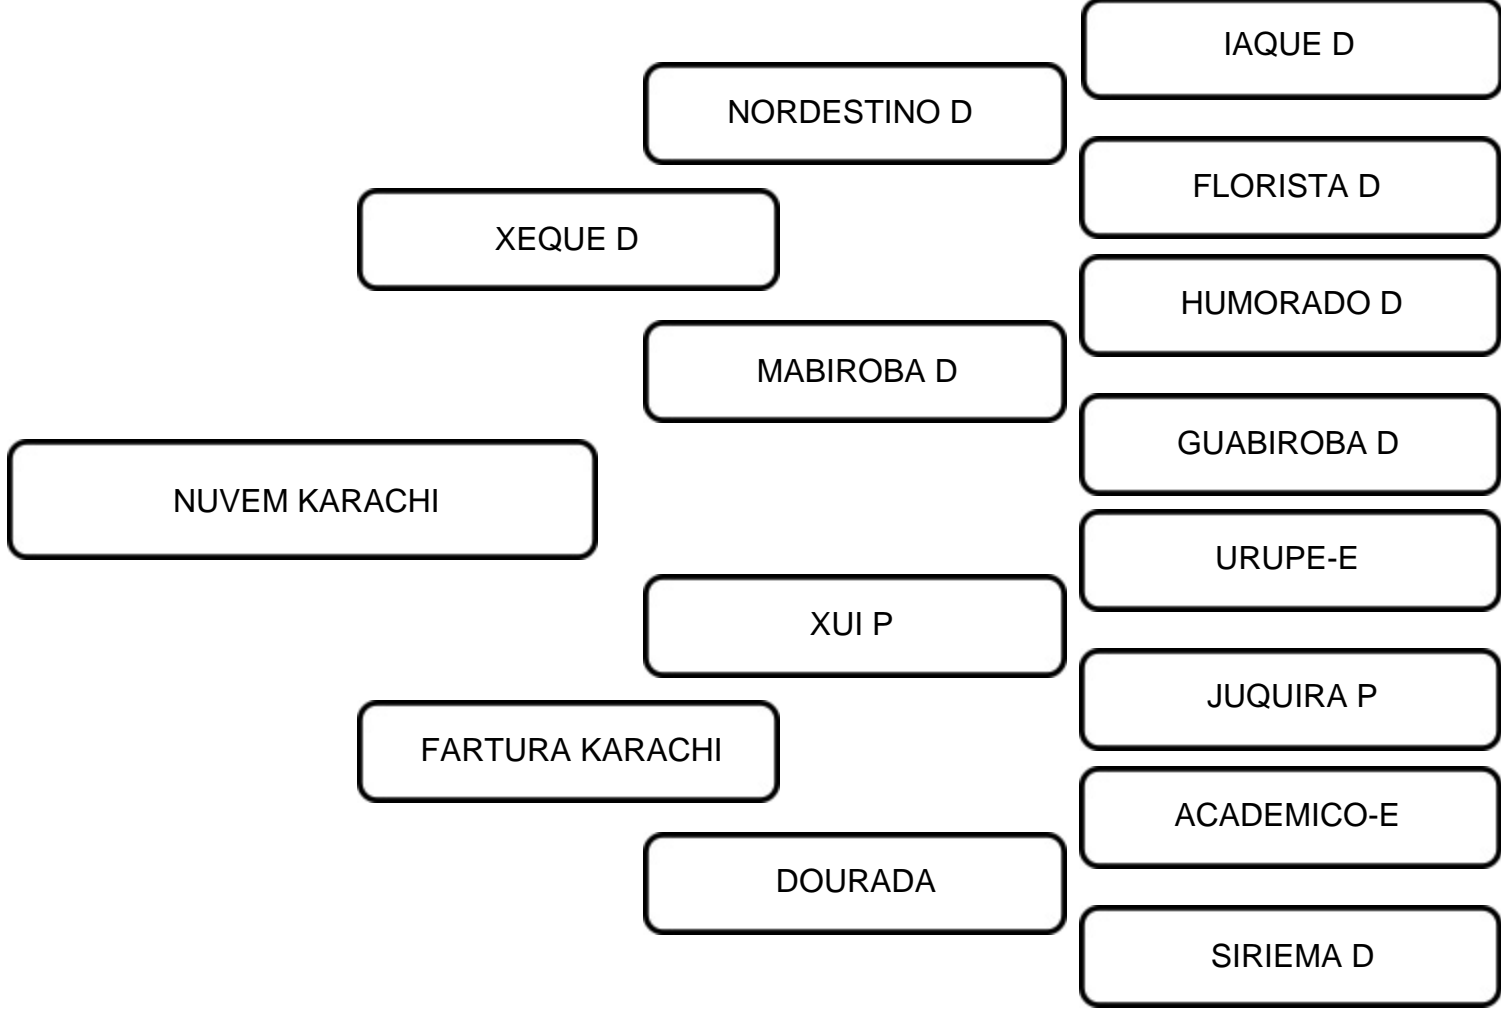 IAQUE D
NORDESTINO D
FLORISTA D
XEQUE D
HUMORADO D
MABIROBA D
GUABIROBA D
NUVEM KARACHI
URUPE-E
XUI P
JUQUIRA P
FARTURA KARACHI
ACADEMICO-E
DOURADA
SIRIEMA D